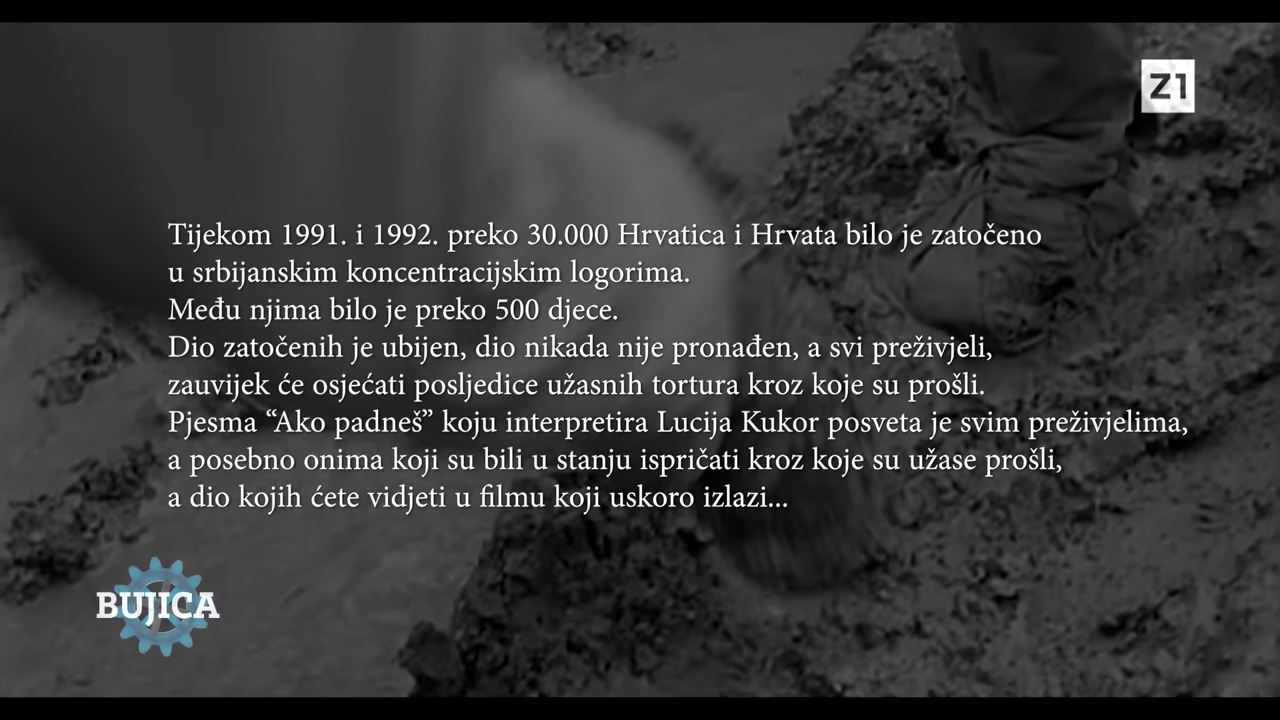 Z1
Tijekom 1991. i 1992. preko 30.000 Hrvatica i Hrvata bilo je zatočeno
u srbijanskim koncentracijskim logorima.
Među njima bilo je preko 500 djece.
Dio zatočenih je ubijen, dio nikada nije pronađen, a svi preživjeli,
zauvijek će osjećati posljedice užasnih tortura kroz koje su prošli.
Pjesma “Ako padneš” koju interpretira Lucija Kukor posveta je svim preživjelima,
a posebno onima koji su bili u stanju ispričati kroz koje su užase prošli,
a dio kojih ćete vidjeti u filmu koji uskoro izlazi...
BUJICA